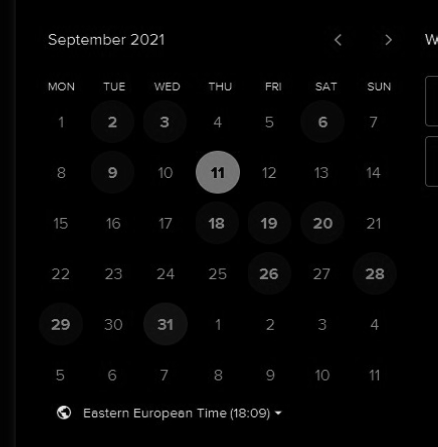 September 2021 < > W
MON TUE WED THU FRI SAT SUN
1 2 3 4 5 6 7
8 9 10 11 12 13 14
15 16 17 18 19 20 21
22 23 24 25 26 27 28
29 30 31 1 2 3 4
5 6 7 8 9 10 11
Eastern European Time (18:09)